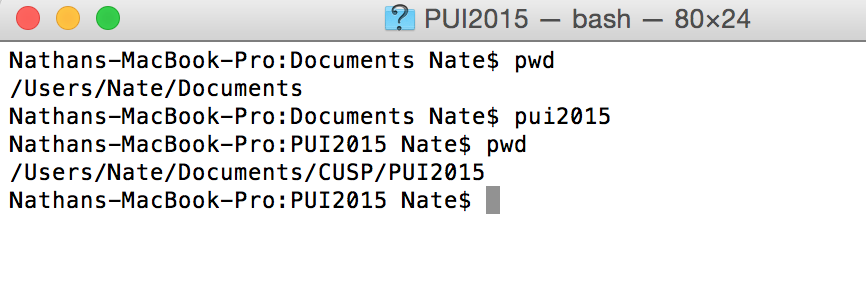 PUI2015 — bash — 80×24
Nathans-MacBook-Pro:Documents Nate$ pwd
/Users/Nate/Documents
Nathans-MacBook-Pro:Documents Nate$ pui2015
Nathans-MacBook-Pro:PUI2015 Nate$ pwd
/Users/Nate/Documents/CUSP/PUI2015
Nathans-MacBook-Pro:PUI2015 Nate$